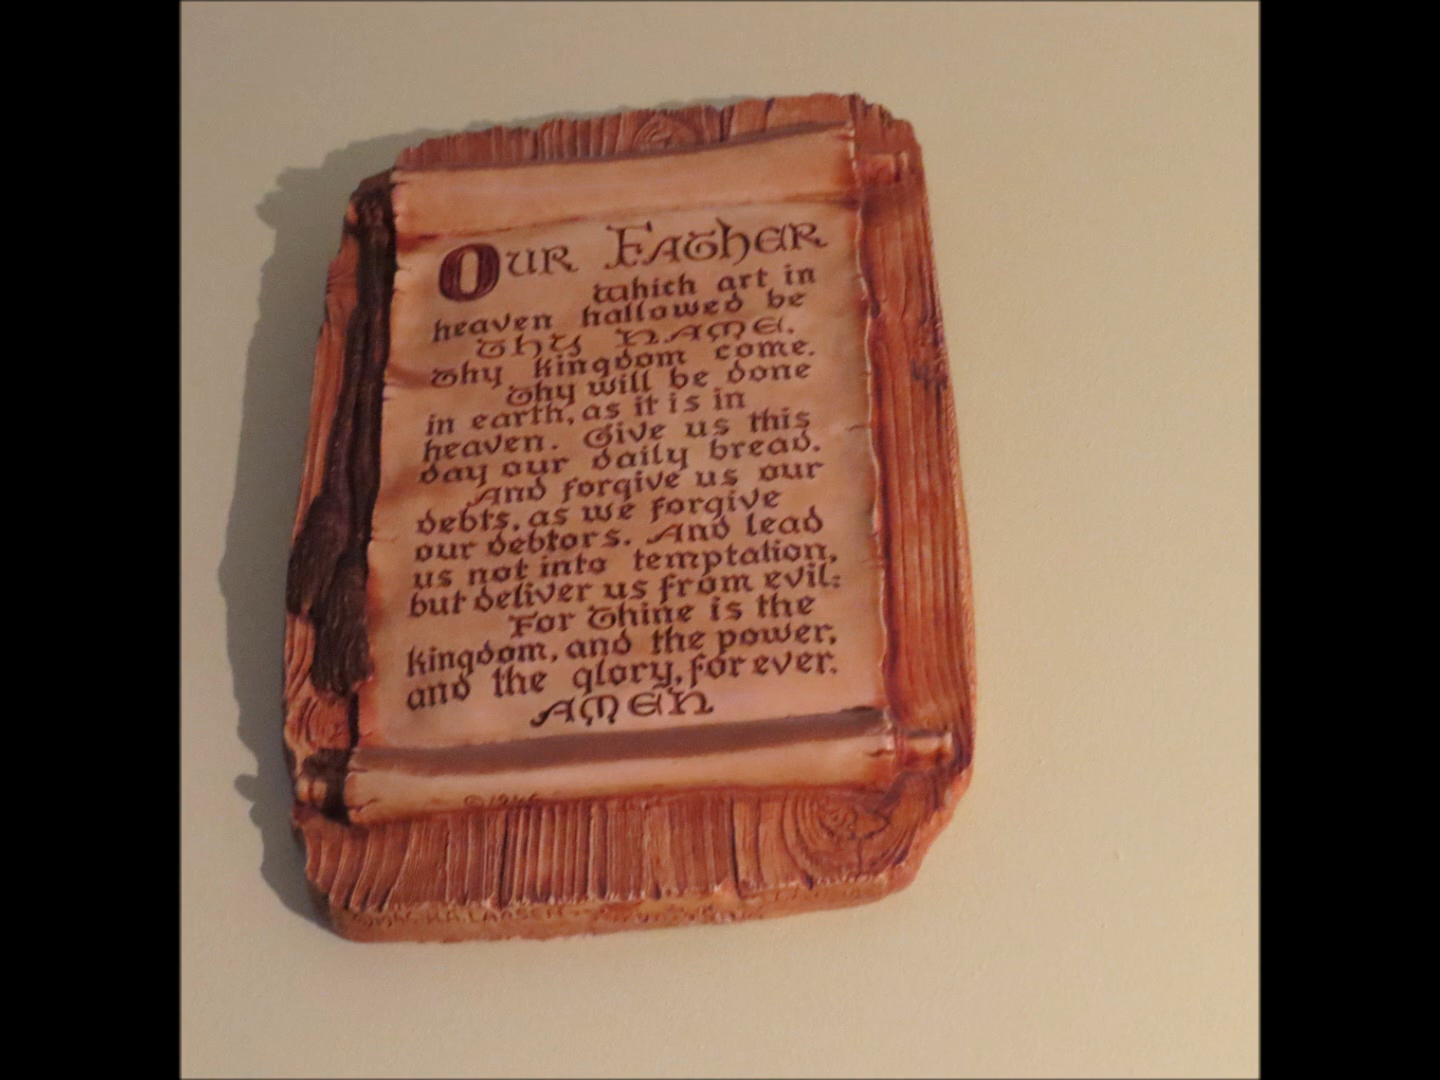 OUR FATHER
Which art in
heaven hallowed be
Thy NAME.
Thy kingdom come.
Thy will be done
in earth, as it is in
heaven. Give us this
day our daily bread.
And forgive us our
debts, as we forgive
our debtors. And lead
us not into temptation,
but deliver us from evil:
For Thine is the
kingdom, and the power,
and the glory, for ever.
AMEN